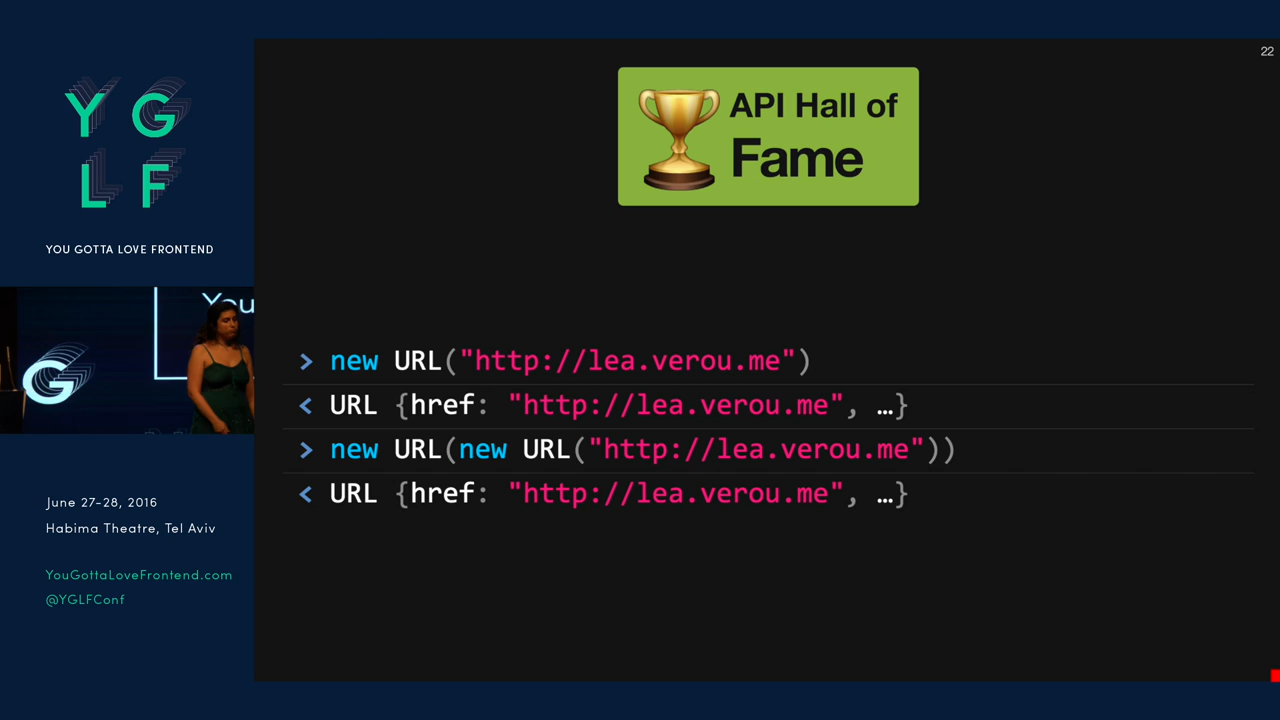 22
Y G
L F
API Hall of
Fame
YOU GOTTA LOVE FRONTEND
You
G
> new URL("http://lea.verou.me")
< URL {href: "http://lea.verou.me", …}
> new URL(new URL("http://lea.verou.me"))
< URL {href: "http://lea.verou.me", …}
June 27-28, 2016
Habima Theatre, Tel Aviv
YouGottaLoveFrontend.com
@YGLFConf